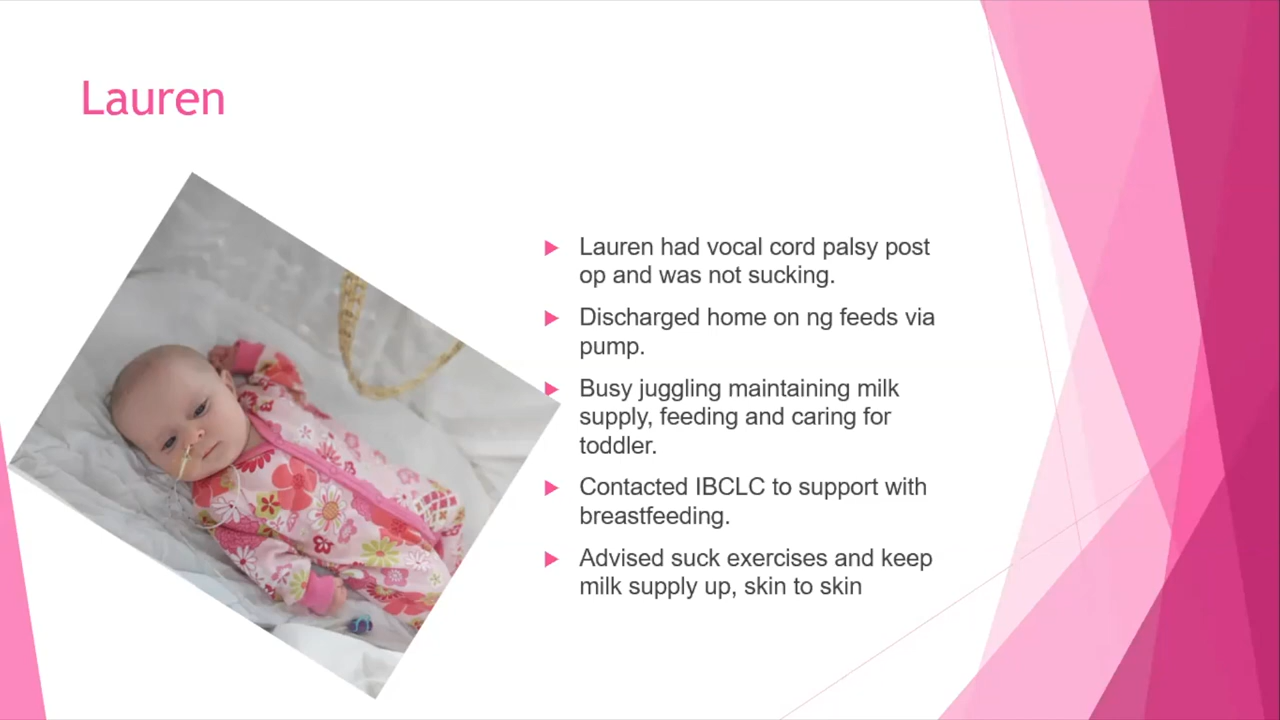 Lauren
Lauren had vocal cord palsy post
op and was not sucking.
Discharged home on ng feeds via
pump.
Busy juggling maintaining milk
supply, feeding and caring for
toddler.
Contacted IBCLC to support with
breastfeeding.
Advised suck exercises and keep
milk supply up, skin to skin